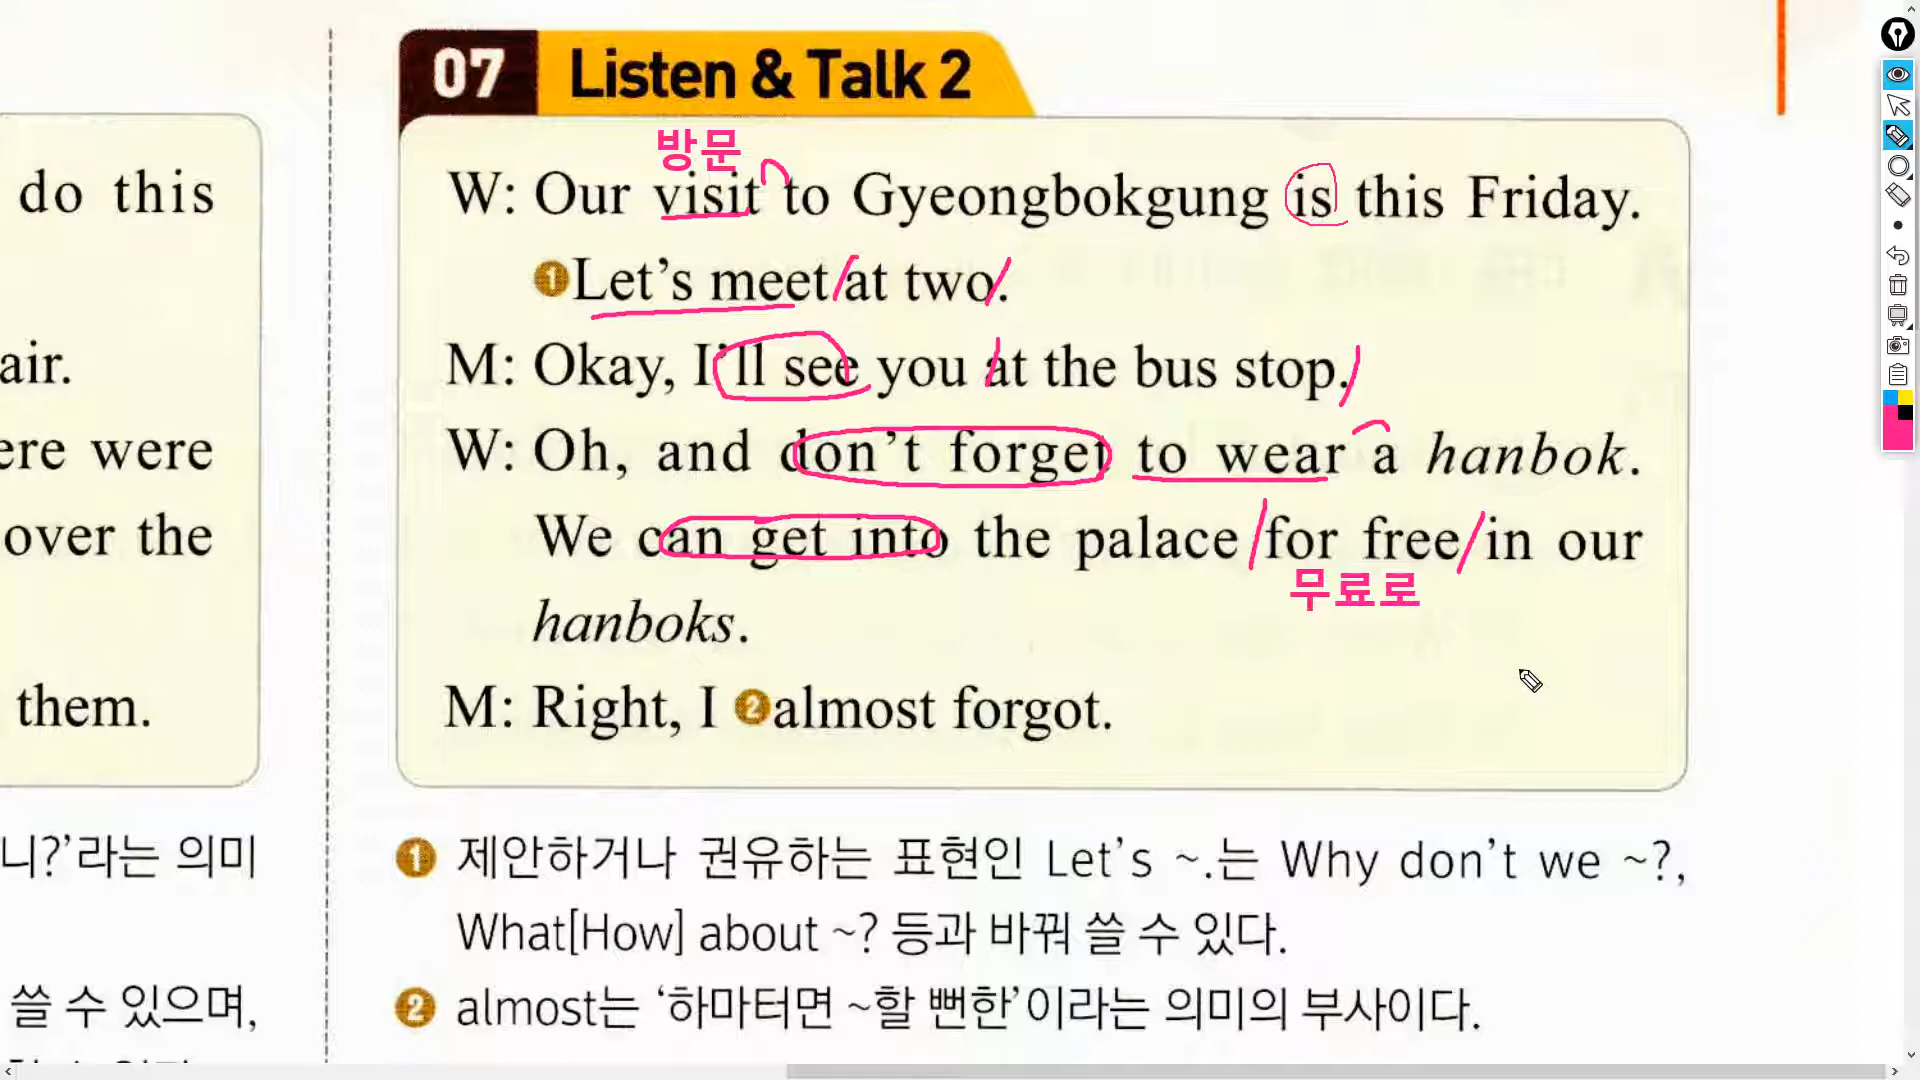 do this
air.
ere were
over the
them.
니?’라는 의미
쓸 수 있으며,
07 Listen & Talk 2
방문
W: Our visit to Gyeongbokgung is this Friday.
❶Let’s meet/at two/.
M: Okay, I’ll see you at the bus stop./
W: Oh, and don’t forget to wear a hanbok.
We can get into the palace/for free/in our
무료로
hanboks.
M: Right, I ❷almost forgot.
❶ 제안하거나 권유하는 표현인 Let’s ~.는 Why don’t we ~?,
What[How] about ~? 등과 바꿔 쓸 수 있다.
❷ almost는 ‘하마터면 ~할 뻔한’이라는 의미의 부사이다.